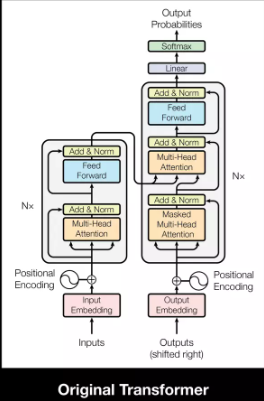 Output
Probabilities
Softmax
Linear
Add & Norm
Feed
Forward
Add & Norm
Multi-Head
Attention
Add & Norm
Masked
Multi-Head
Attention
Nx
Positional
Encoding
Output
Embedding
Outputs
(shifted right)
Add & Norm
Feed
Forward
Add & Norm
Multi-Head
Attention
Nx
Positional
Encoding
Input
Embedding
Inputs
Original Transformer